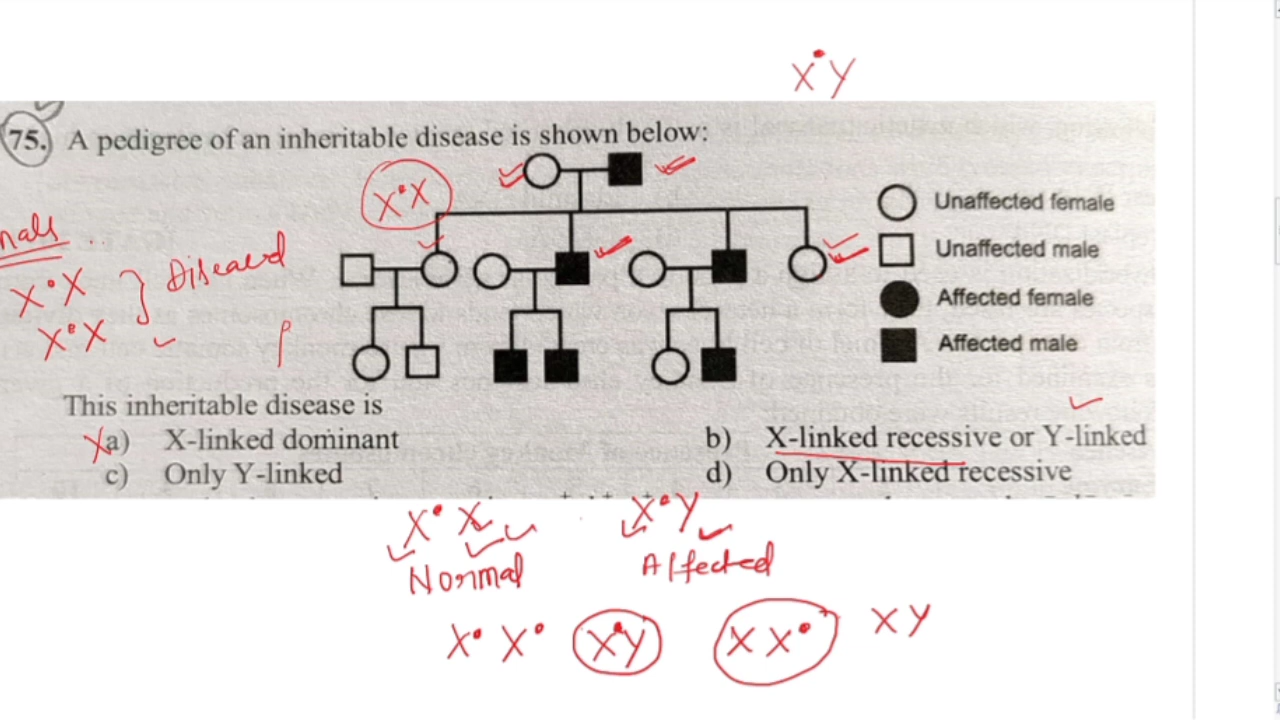 X•Y
75. A pedigree of an inheritable disease is shown below:
X•X
Unaffected female
Unaffected male
Affected female
Affected male
nals
X•X
X•X
Diseased
This inheritable disease is
a) X-linked dominant
b) X-linked recessive or Y-linked
c) Only Y-linked
d) Only X-linked recessive
X•X
X•Y
Normal
Affected
X•X• X•Y XX• XY